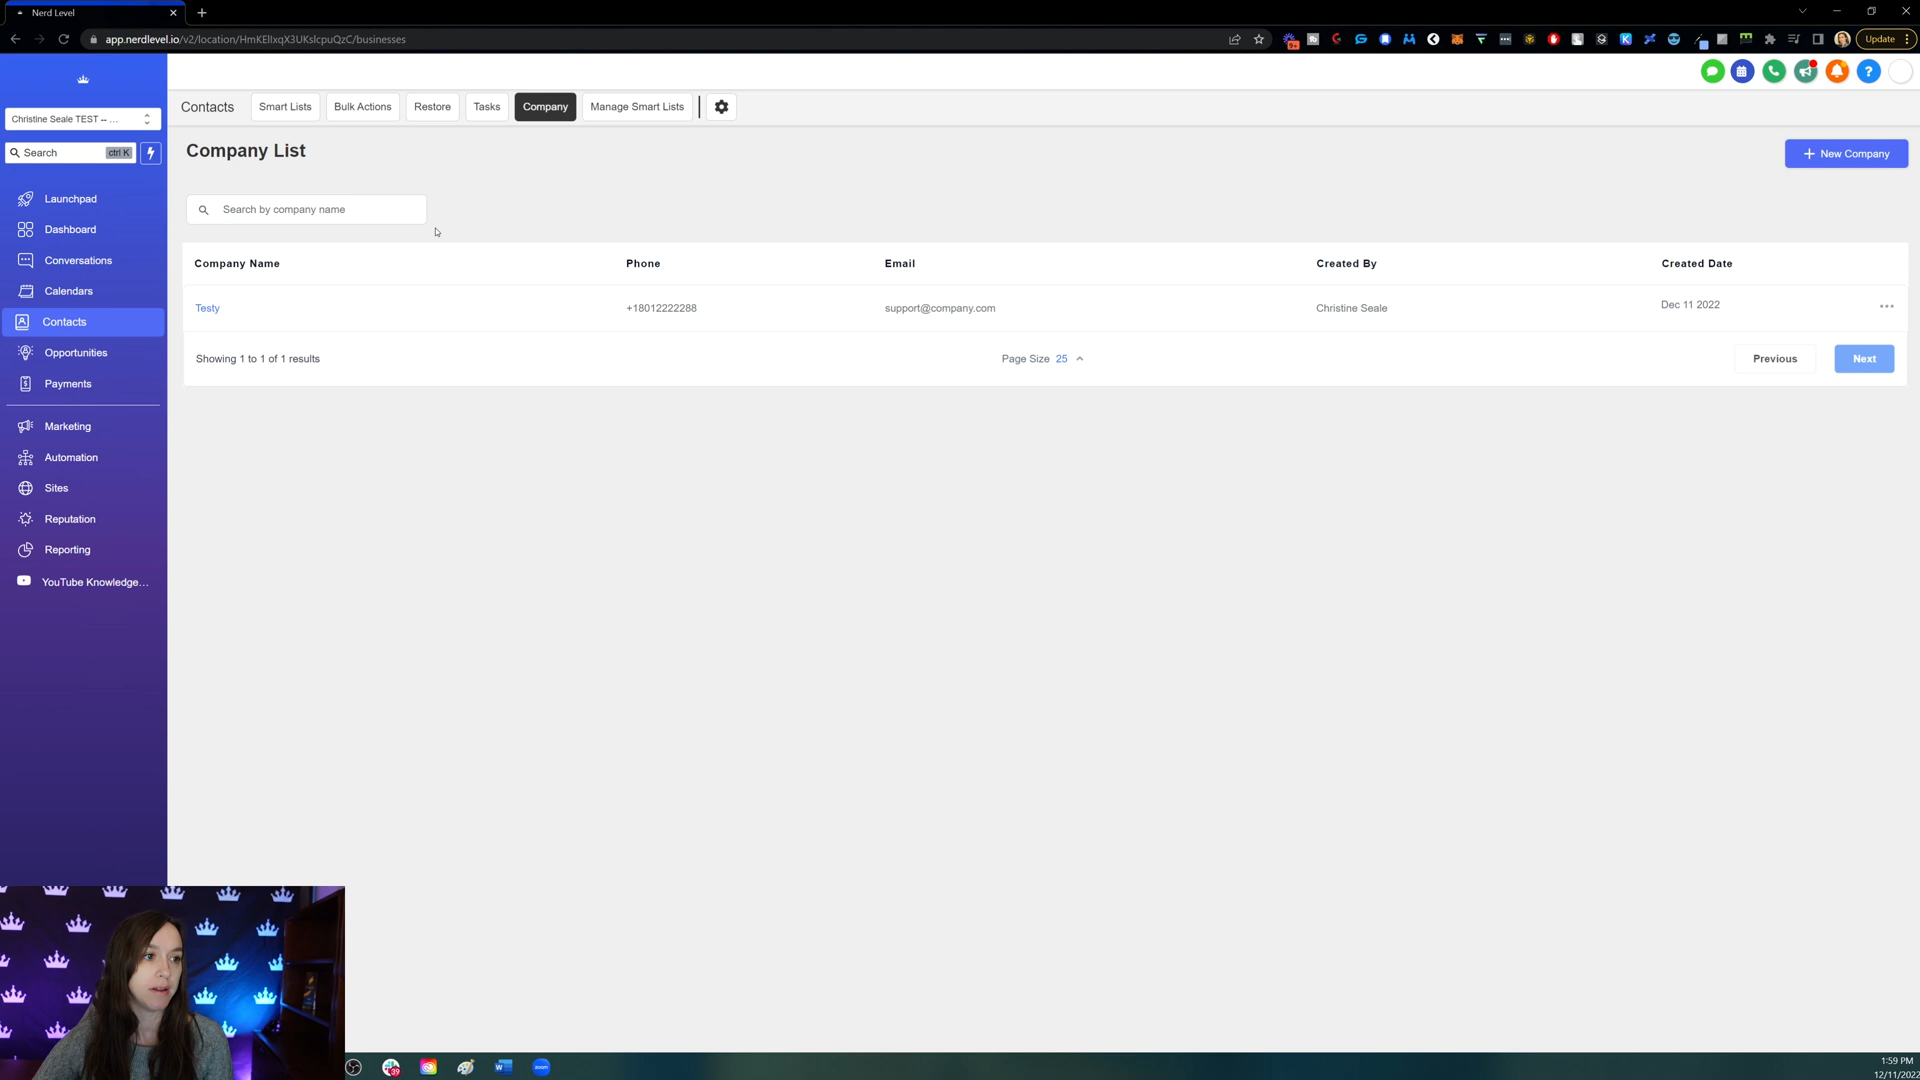 Nerd Level
app.nerdlevel.io/v2/location/HmKEllxqX3UKslcpuQzC/businesses
Update
Christine Seale TEST -- ...
Search
ctrl K
Launchpad
Dashboard
Conversations
Calendars
Contacts
Opportunities
Payments
Marketing
Automation
Sites
Reputation
Reporting
YouTube Knowledge...
Contacts
Smart Lists
Bulk Actions
Restore
Tasks
Company
Manage Smart Lists
Company List
+ New Company
Search by company name
Company Name Phone Email Created By Created Date
Testy +18012222288 support@company.com Christine Seale Dec 11 2022
Showing 1 to 1 of 1 results
Page Size 25
Previous
Next
39
W
zoom
1:59 PM
12/11/2022